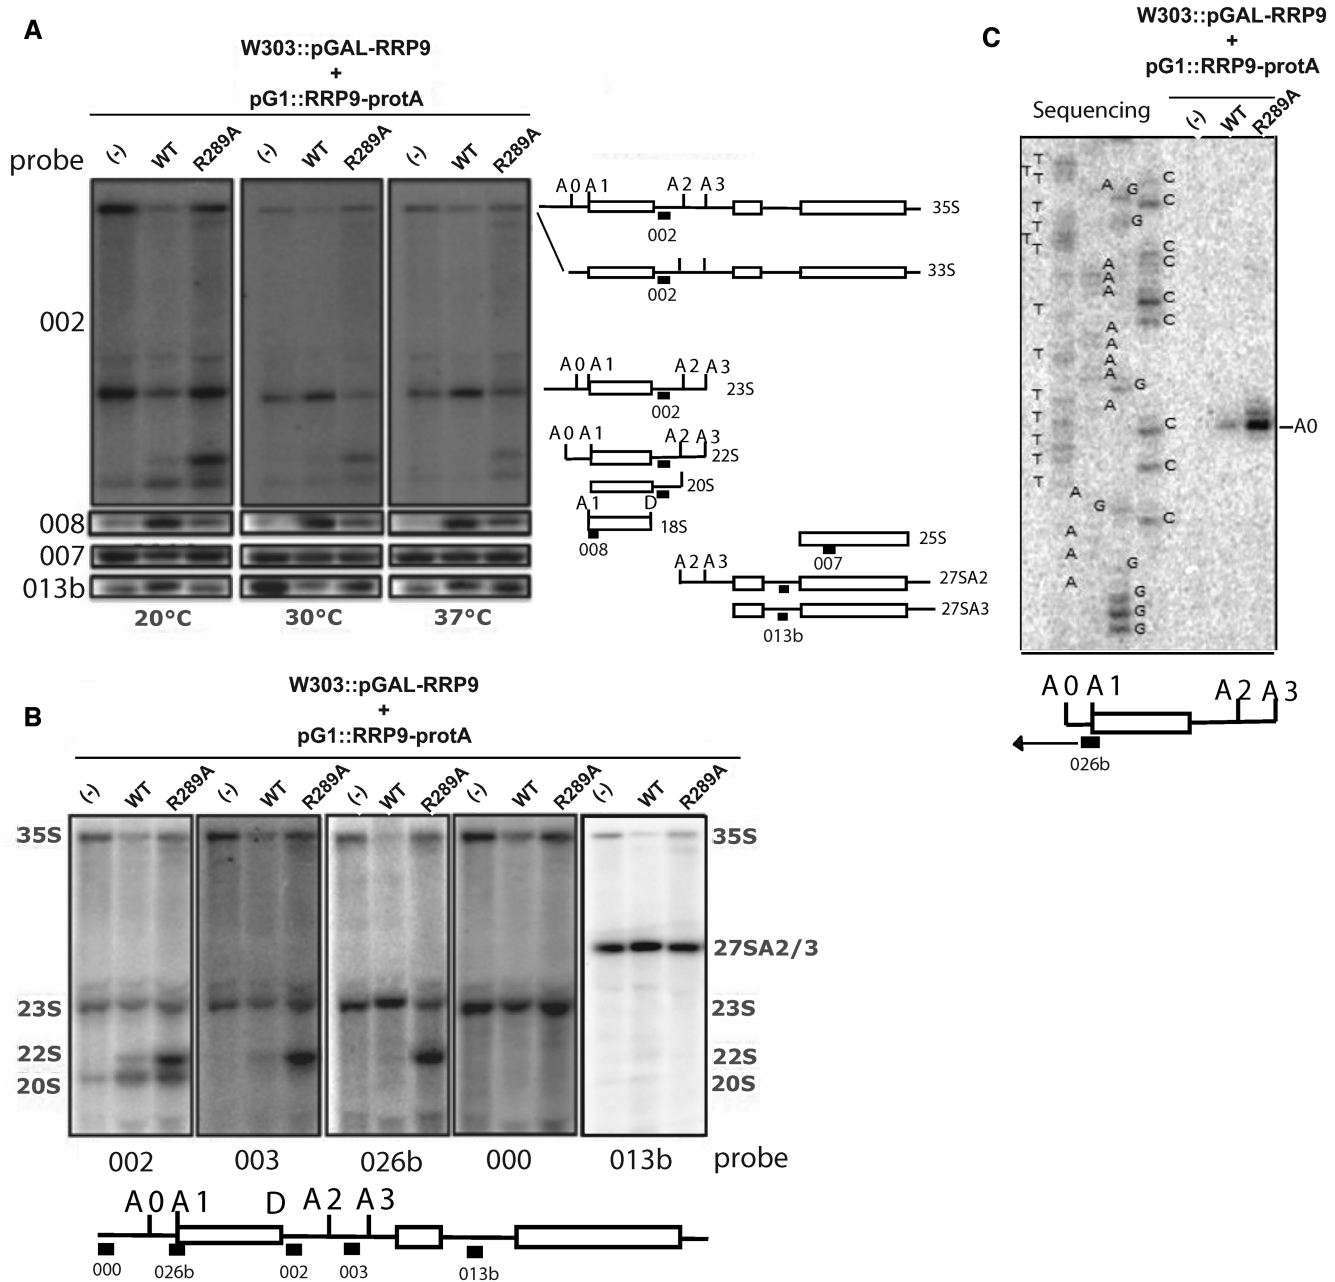 A
W303::pGAL-RRP9
+
pG1::RRP9-protA
probe (-) WT R289A (-) WT R289A (-) WT R289A
002
008
007
013b
20°C 30°C 37°C
A0 A1 A2 A3 35S
002
33S
002
A0 A1 A2 A3 23S
002
A0 A1 A2 A3 22S
20S
A1 D 18S
008
25S
007
A2 A3 27SA2
27SA3
013b
B
W303::pGAL-RRP9
+
pG1::RRP9-protA
(-) WT R289A (-) WT R289A (-) WT R289A (-) WT R289A (-) WT R289A
35S 35S
27SA2/3
23S 23S
22S 22S
20S 20S
002 003 026b 000 013b probe
A0 A1 D A2 A3
000 026b 002 003 013b
C
W303::pGAL-RRP9
+
pG1::RRP9-protA
Sequencing (-) WT R289A
T
T
T A G C
T C
T G
T
T C
A C
A
A C
T C
A
T A
A
A G
T A
T C
T
T C
T
A
G C
A
A G
A G
G
G
A0
A0 A1 A2 A3
026b